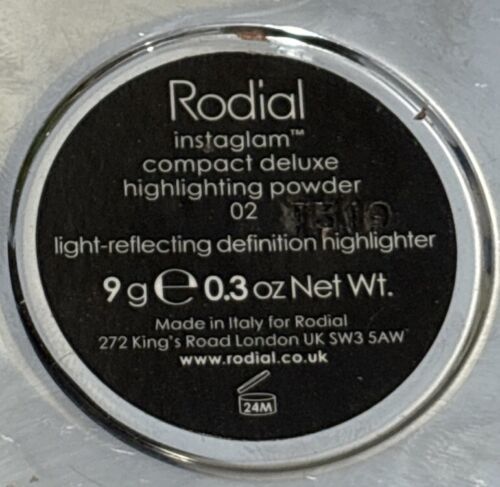 Rodial
instaglam™
compact deluxe
highlighting powder
02
light-reflecting definition highlighter
9 g ℮ 0.3 oz Net Wt.
Made in Italy for Rodial
272 King's Road London UK SW3 5AW
www.rodial.co.uk
24M